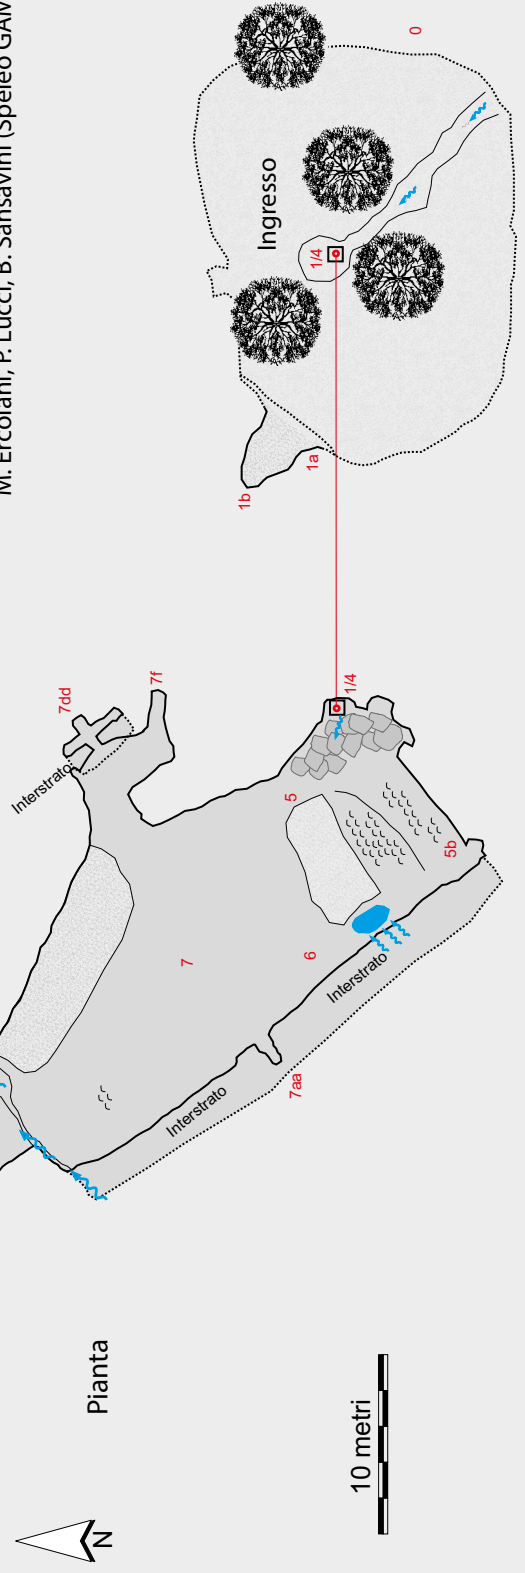 M. Ercolani, P. Lucci, B. Sansavini (Speleo GAM
0
Ingresso
1/4
1a
1b
1/4
7dd
7f
Interstrato
5
5b
6
7
Interstrato
7aa
Interstrato
Pianta
10 metri
N